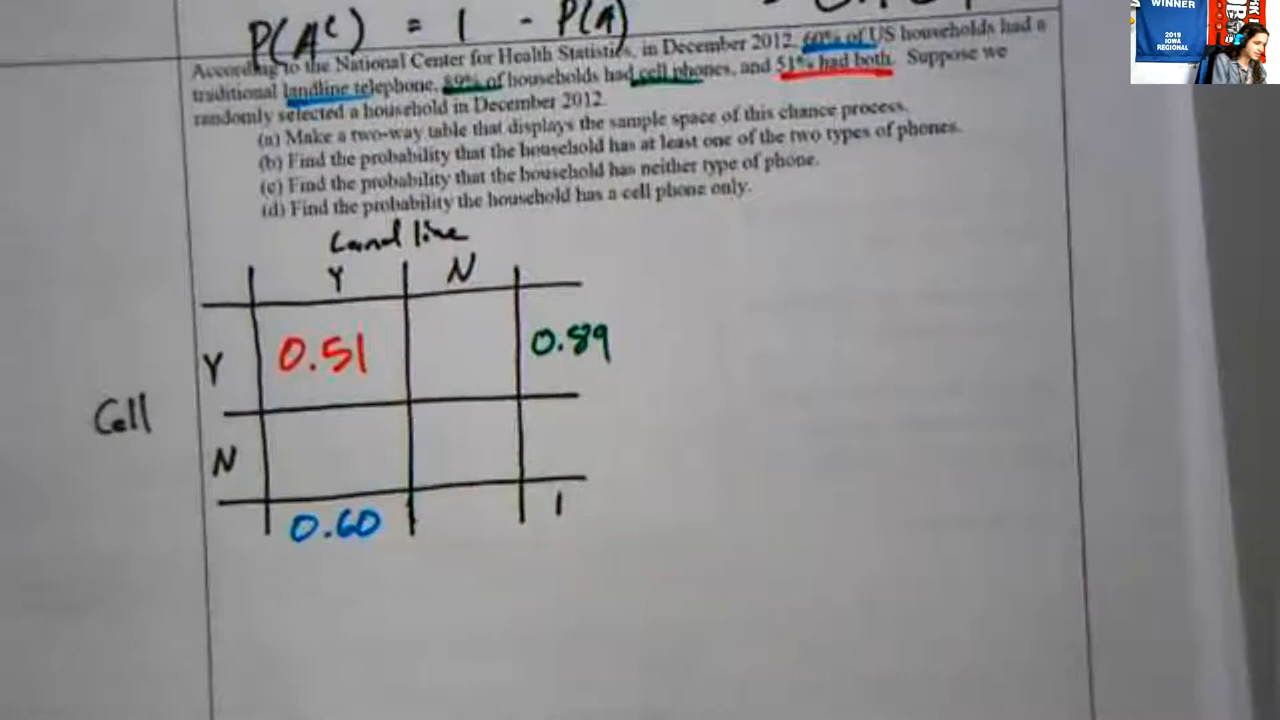 P(Aᶜ) = 1 - P(A)
According to the National Center for Health Statistics, in December 2012, 60% of US households had a
traditional landline telephone, 89% of households had cell phones, and 51% had both. Suppose we
randomly selected a household in December 2012.
(a) Make a two-way table that displays the sample space of this chance process.
(b) Find the probability that the household has at least one of the two types of phones.
(c) Find the probability that the household has neither type of phone.
(d) Find the probability the household has a cell phone only.
Land line
Y N
Y 0.51 0.89
Cell
N
0.60 1
WINNER
2019
IOWA
REGIONAL